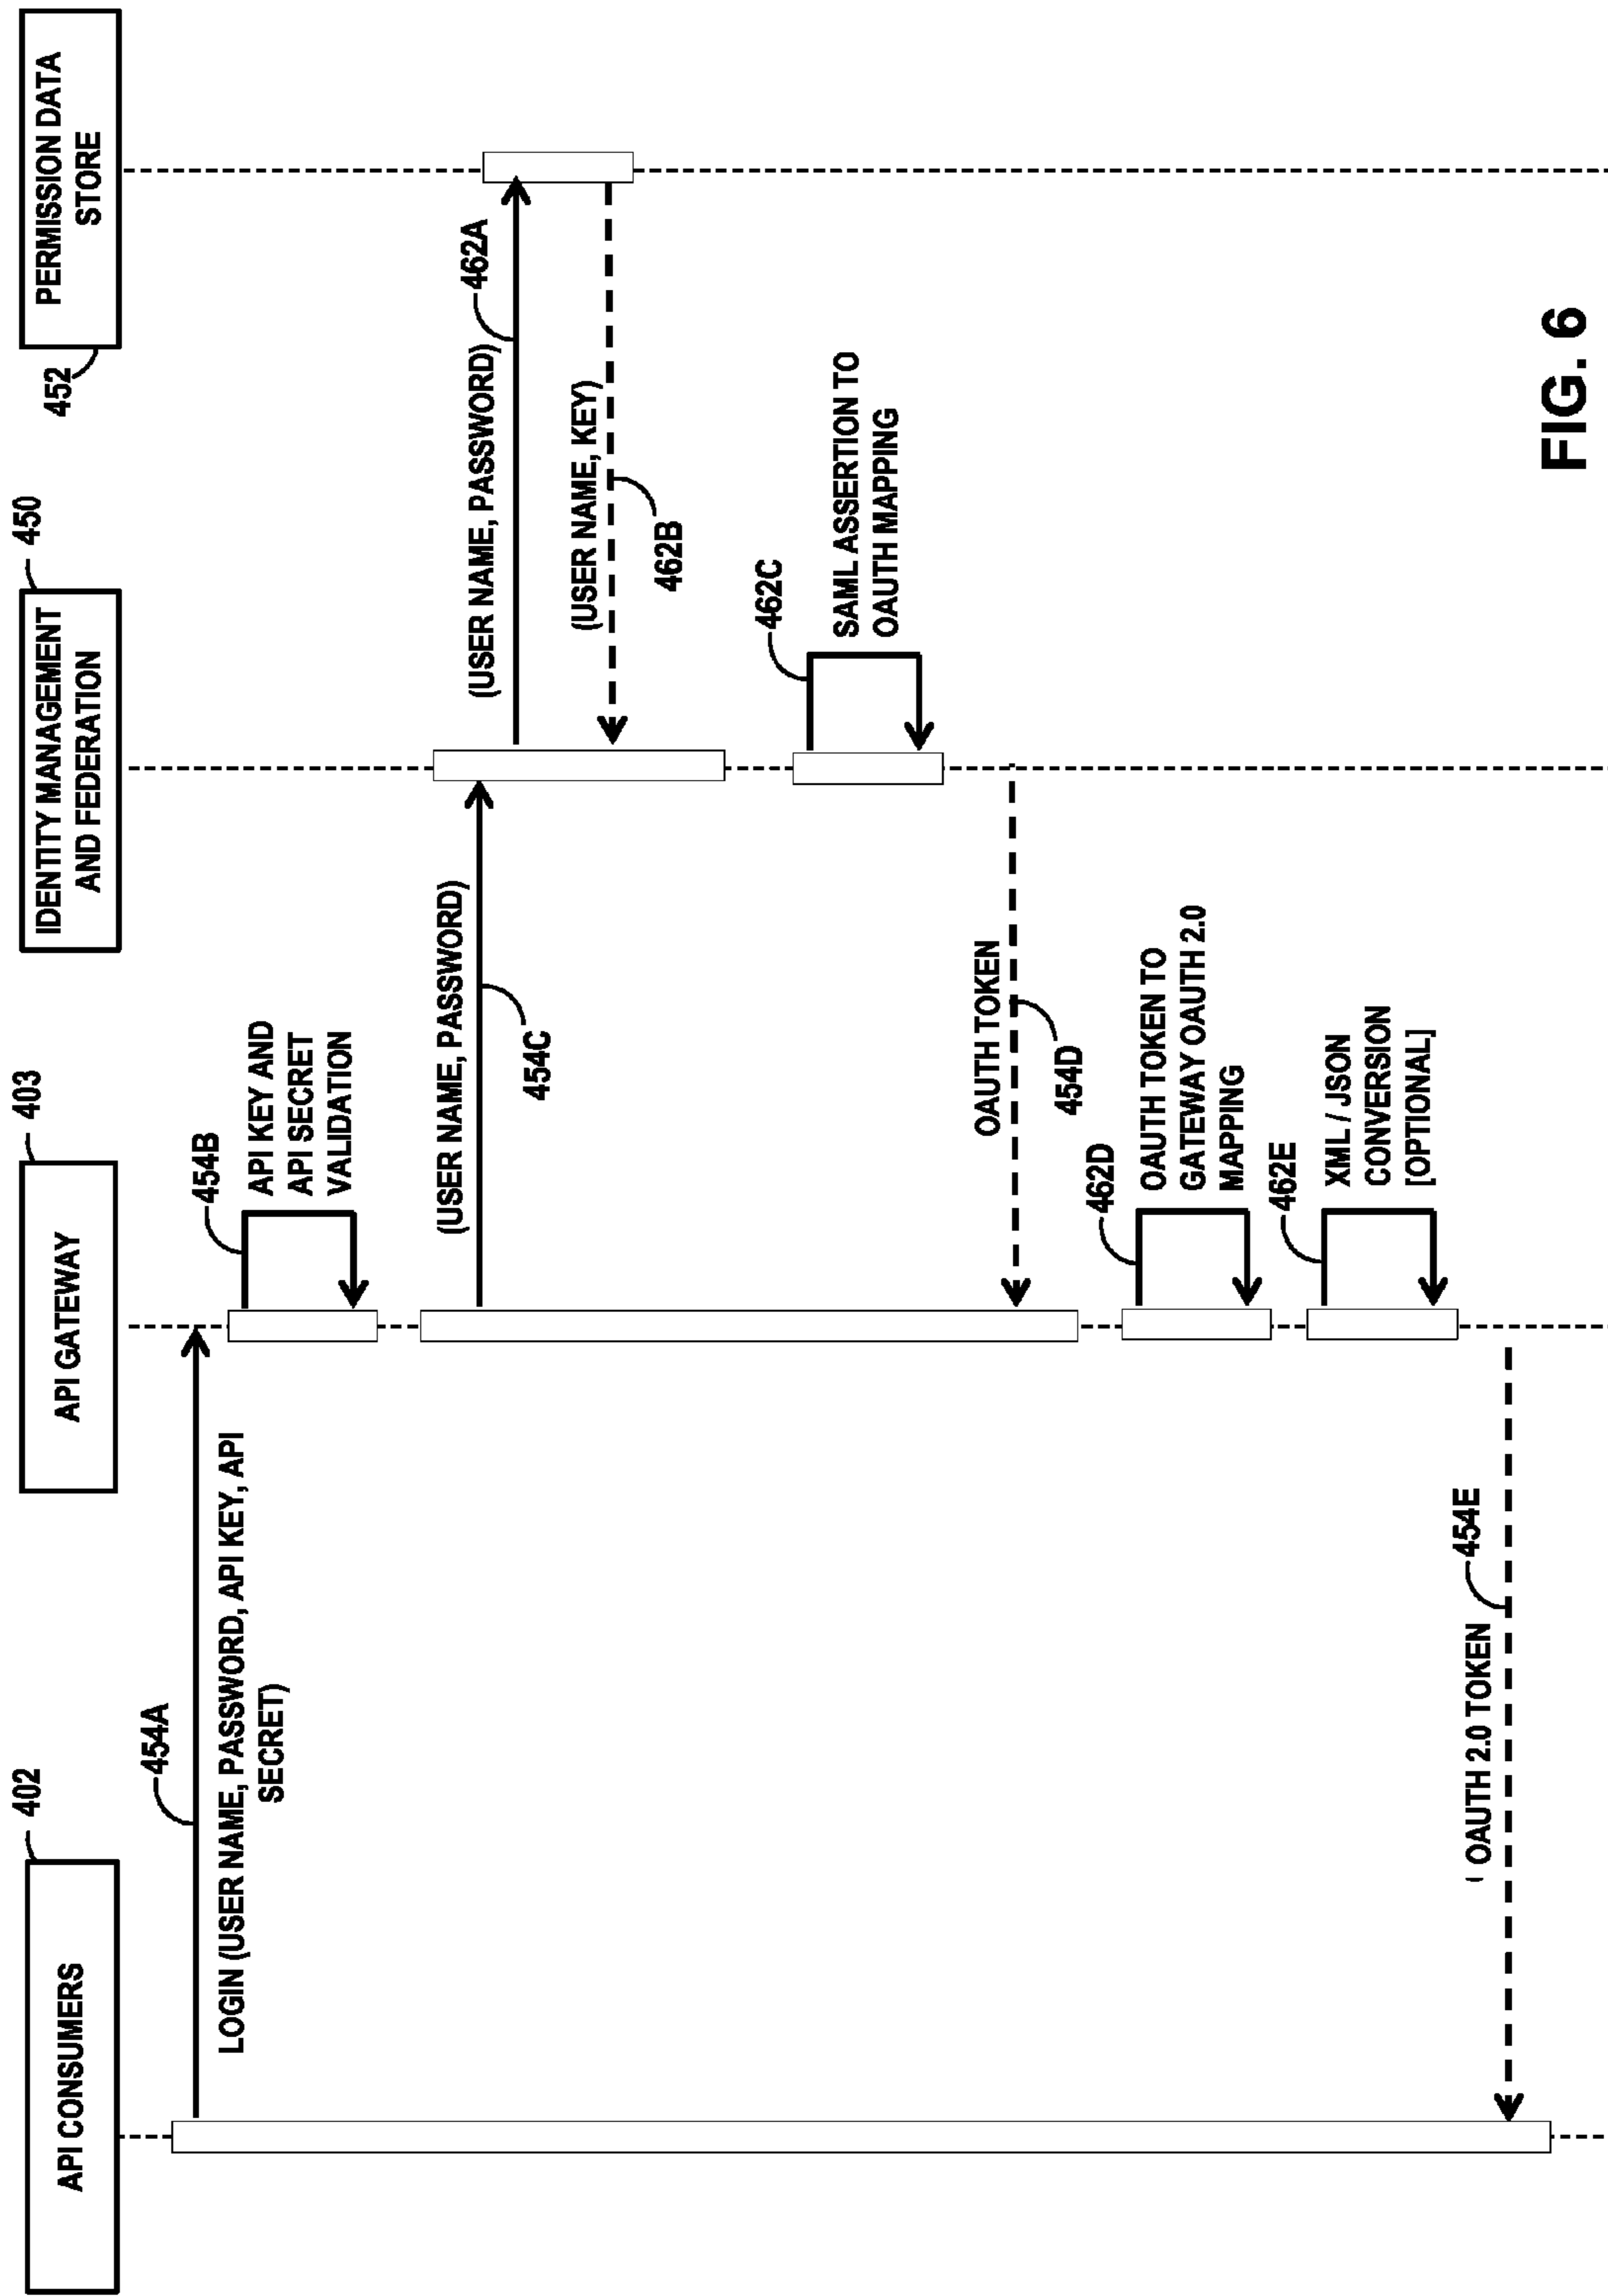 402
403
450
452
API CONSUMERS
API GATEWAY
IDENTITY MANAGEMENT
AND FEDERATION
PERMISSION DATA
STORE
454A
LOGIN (USER NAME, PASSWORD, API KEY, API
SECRET)
454B
API KEY AND
API SECRET
VALIDATION
(USER NAME, PASSWORD)
454C
(USER NAME, PASSWORD)
462A
(USER NAME, KEY)
462B
462C
SAML ASSERTION TO
OAUTH MAPPING
OAUTH TOKEN
454D
462D
OAUTH TOKEN TO
GATEWAY OAUTH 2.0
MAPPING
462E
XML / JSON
CONVERSION
[OPTIONAL]
454E
( OAUTH 2.0 TOKEN
FIG. 6